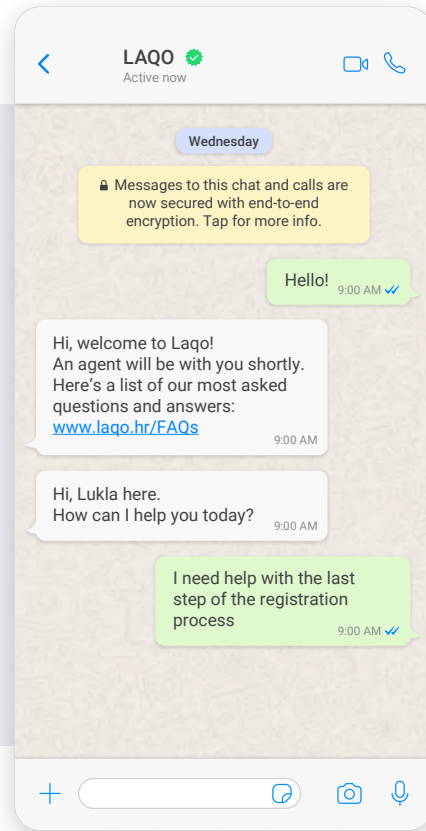 LAQO
Active now
Wednesday
Messages to this chat and calls are
now secured with end-to-end
encryption. Tap for more info.
Hello!
9:00 AM
Hi, welcome to Laqo!
An agent will be with you shortly.
Here's a list of our most asked
questions and answers:
www.laqo.hr/FAQs
9:00 AM
Hi, Lukla here.
How can I help you today?
9:00 AM
I need help with the last
step of the registration
process
9:00 AM